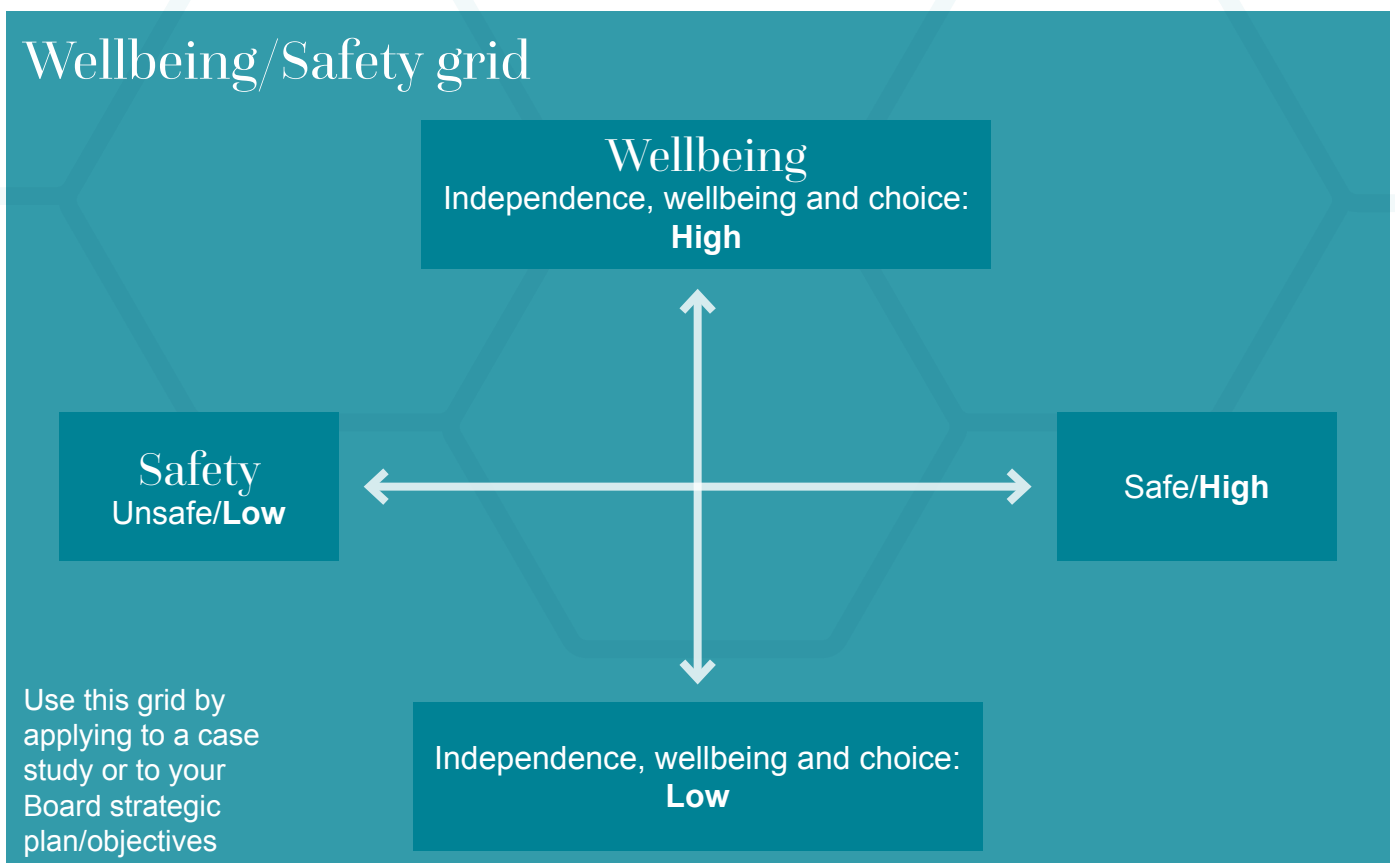 Wellbeing/Safety grid
Wellbeing
Independence, wellbeing and choice:
High
Safety
Unsafe/Low
Safe/High
Use this grid by
applying to a case
study or to your
Board strategic
plan/objectives
Independence, wellbeing and choice:
Low